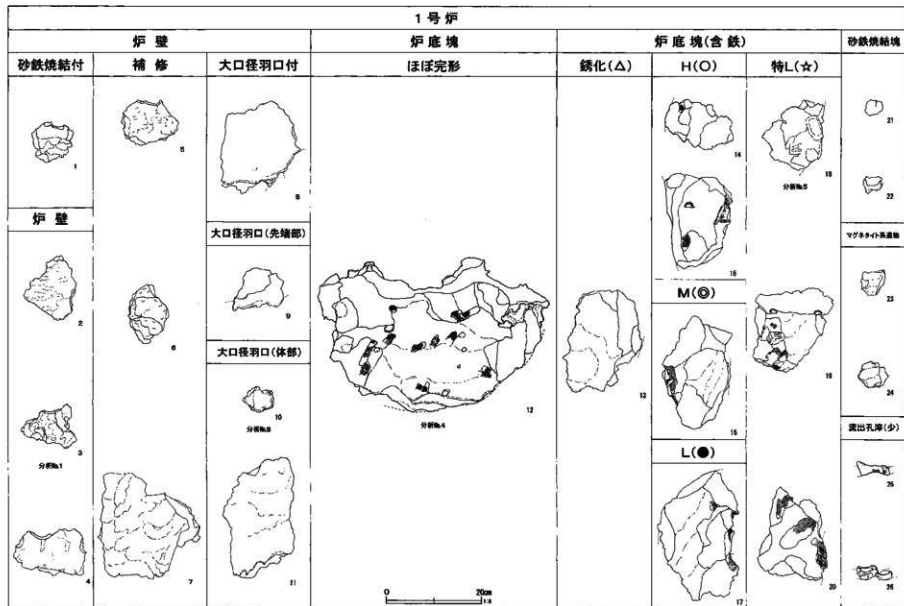 1号炉
炉壁
炉底塊
炉底塊(含鉄)
砂鉄焼結塊
砂鉄焼結付
補修
大口径羽口付
ほぼ完形
銹化(△)
H(○)
特L(☆)
1
5
8
14
18
分析No.5
21
22
炉壁
大口径羽口(先端部)
マグネタイト系遺物
2
6
9
15
23
大口径羽口(体部)
M(◎)
10
12
分析No.4
13
16
19
24
3
分析No.1
L(●)
流出孔滓(少)
25
4
7
11
0
20cm
17
20
26